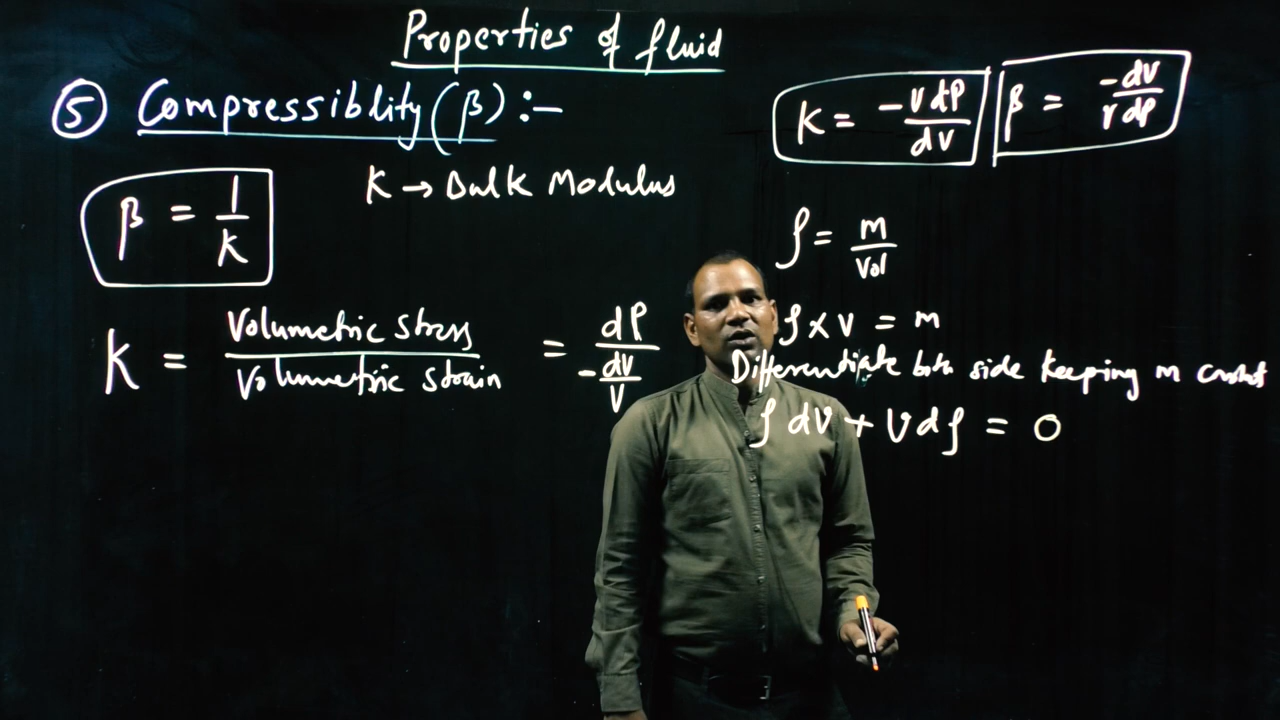 Properties of fluid
⑤ Compressiblity (β) :-
β = 1/K
K → Bulk Modulus
K = Volumetric stress / Volumetric strain = dP / -dV/V
K = -V dP / dV
β = -dV / V dP
ρ = m / Vol
ρ × V = m
Differentiate both side keeping m const
ρ dV + V dρ = 0